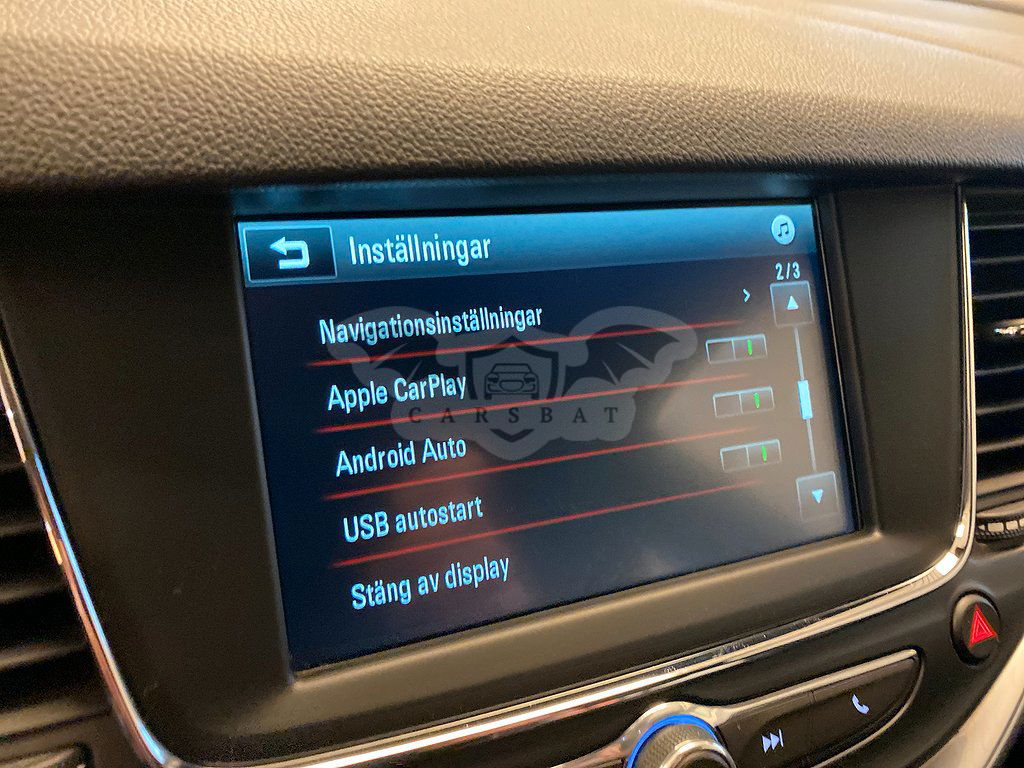 Inställningar
2/3
Navigationsinställningar
Apple CarPlay
CARSBAT
Android Auto
USB autostart
Stäng av display